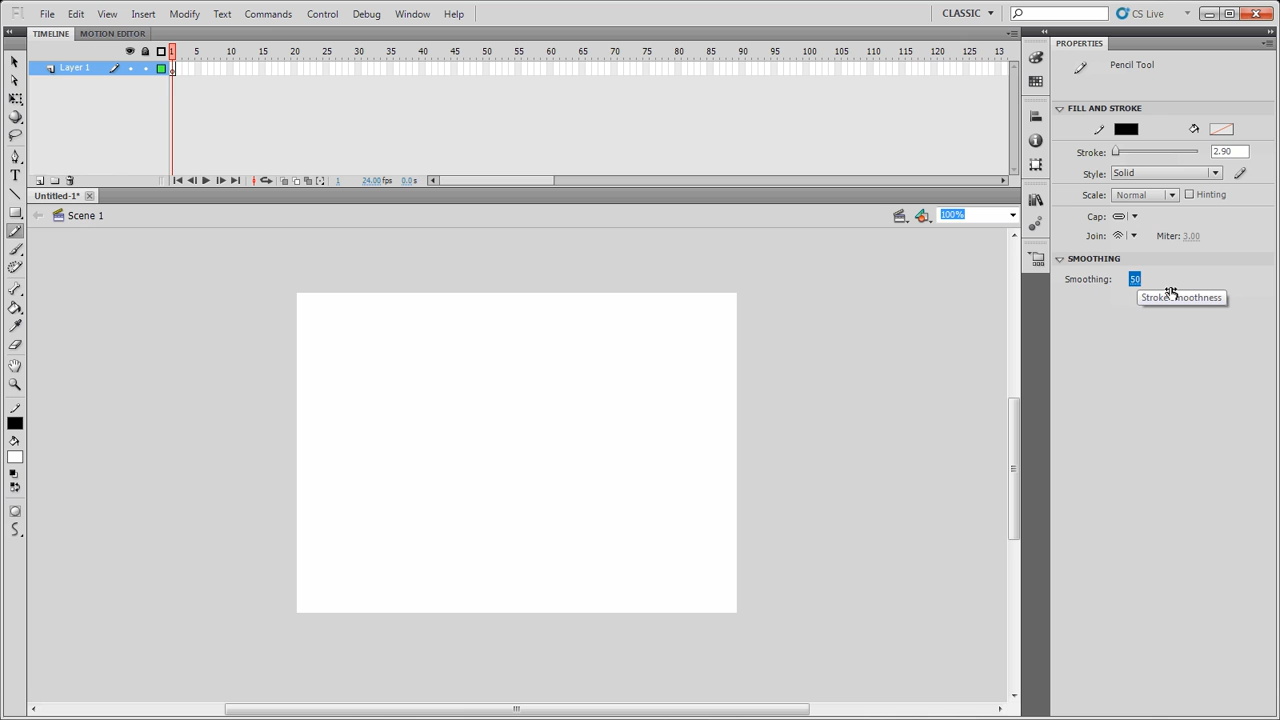 Fl File Edit View Insert Modify Text Commands Control Debug Window Help CLASSIC CS Live
TIMELINE MOTION EDITOR
1 5 10 15 20 25 30 35 40 45 50 55 60 65 70 75 80 85 90 95 100 105 110 115 120 125 13
Layer 1
1 24.00 fps 0.0 s
Untitled-1*
Scene 1 100%
PROPERTIES
Pencil Tool
FILL AND STROKE
Stroke: 2.90
Style: Solid
Scale: Normal Hinting
Cap:
Join: Miter: 3.00
SMOOTHING
Smoothing: 50
Stroke smoothness